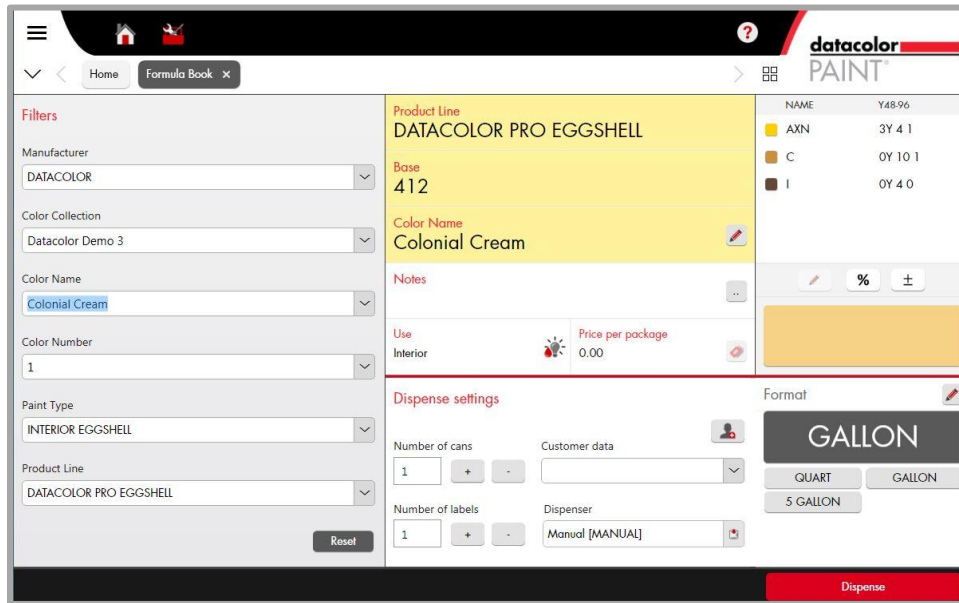 ?
datacolor
PAINT
Home
Formula Book ×
Filters
Manufacturer
DATACOLOR
Color Collection
Datacolor Demo 3
Color Name
Colonial Cream
Color Number
1
Paint Type
INTERIOR EGGSHELL
Product Line
DATACOLOR PRO EGGSHELL
Reset
Product Line
DATACOLOR PRO EGGSHELL
Base
412
Color Name
Colonial Cream
Notes
..
Use
Interior
Price per package
0.00
NAME Y48-96
AXN 3Y 4 1
C 0Y 10 1
I 0Y 4 0
% ±
Dispense settings
Number of cans
1 + -
Customer data
Number of labels
1 + -
Dispenser
Manual [MANUAL]
Format
GALLON
QUART GALLON
5 GALLON
Dispense